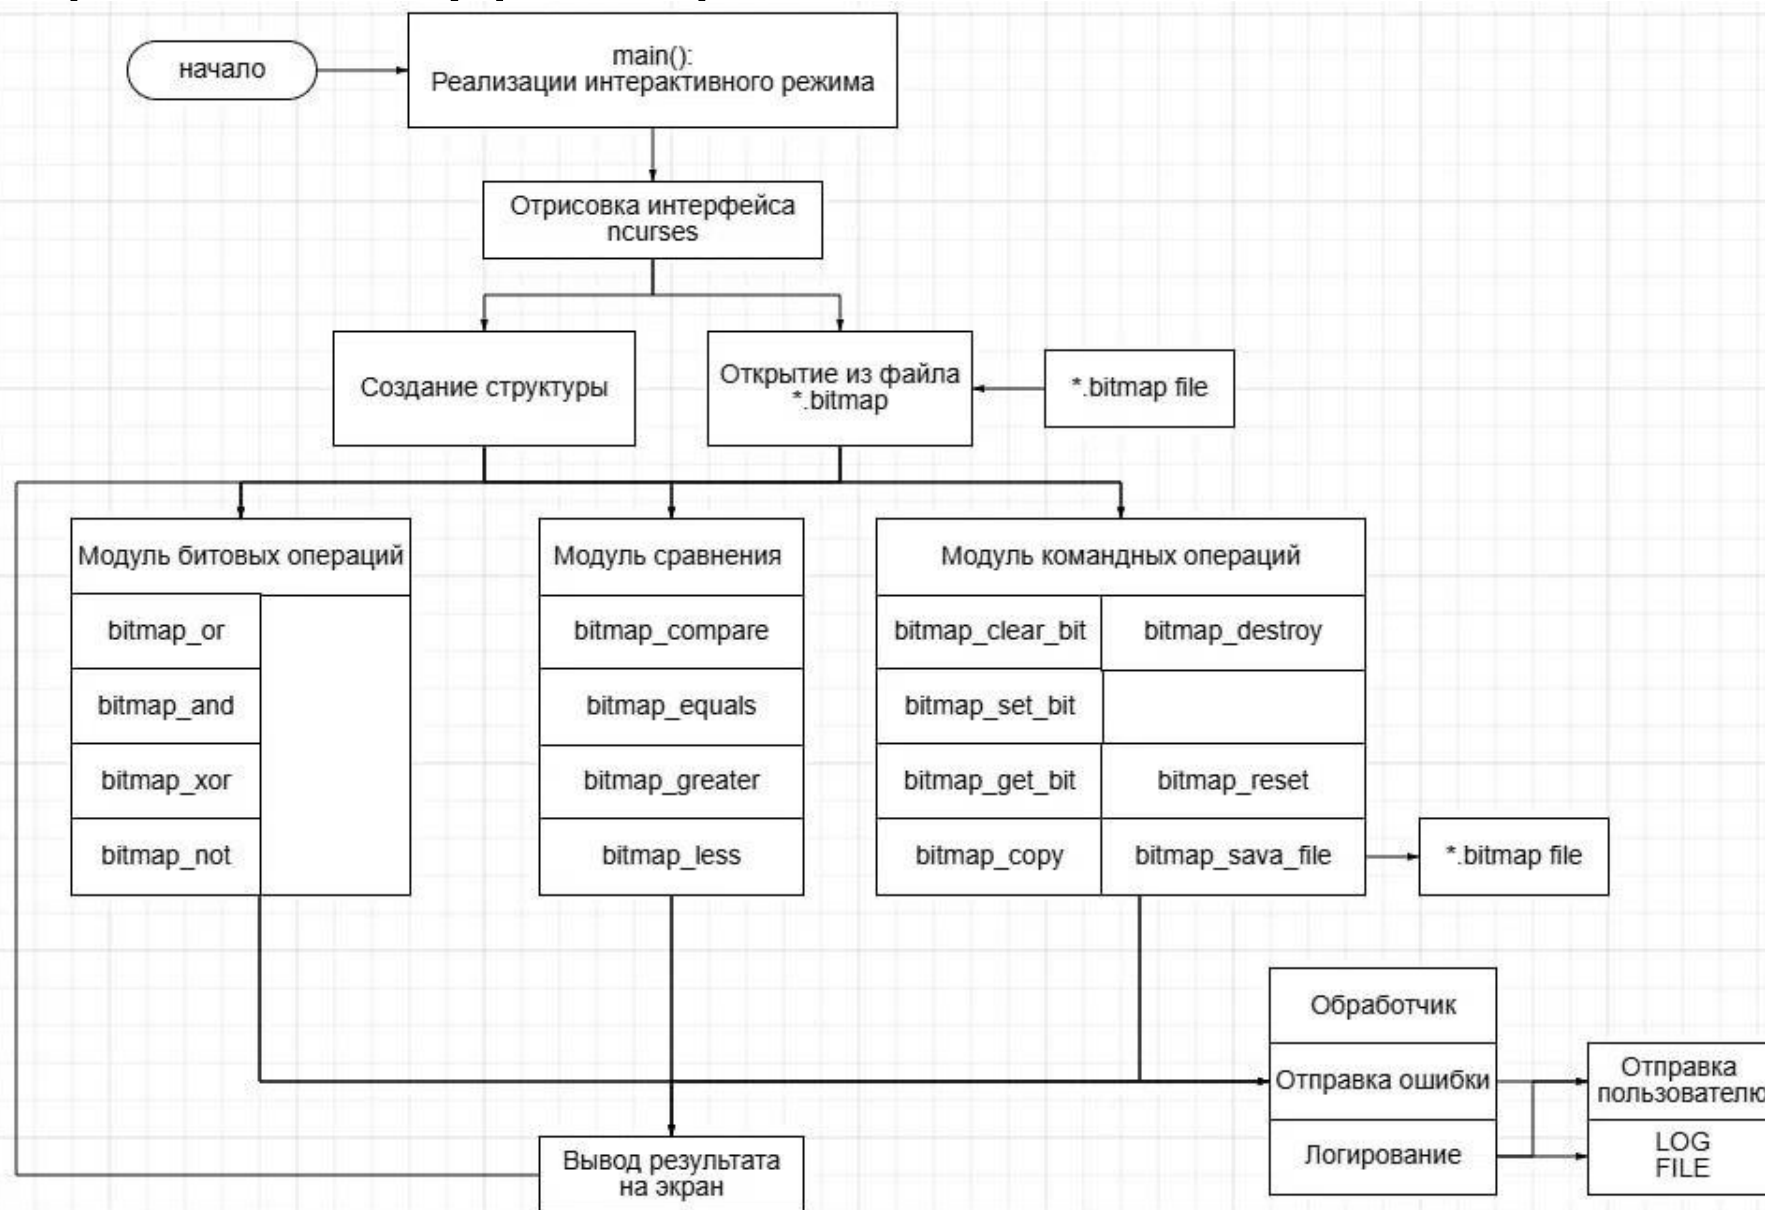 начало
main():
Реализации интерактивного режима
Отрисовка интерфейса
ncurses
Создание структуры
Открытие из файла
*.bitmap
*.bitmap file
Модуль битовых операций
bitmap_or
bitmap_and
bitmap_xor
bitmap_not
Модуль сравнения
bitmap_compare
bitmap_equals
bitmap_greater
bitmap_less
Модуль командных операций
bitmap_clear_bit
bitmap_destroy
bitmap_set_bit
bitmap_get_bit
bitmap_reset
bitmap_copy
bitmap_sava_file
*.bitmap file
Обработчик
Отправка ошибки
Логирование
Отправка
пользователю
LOG
FILE
Вывод результата
на экран